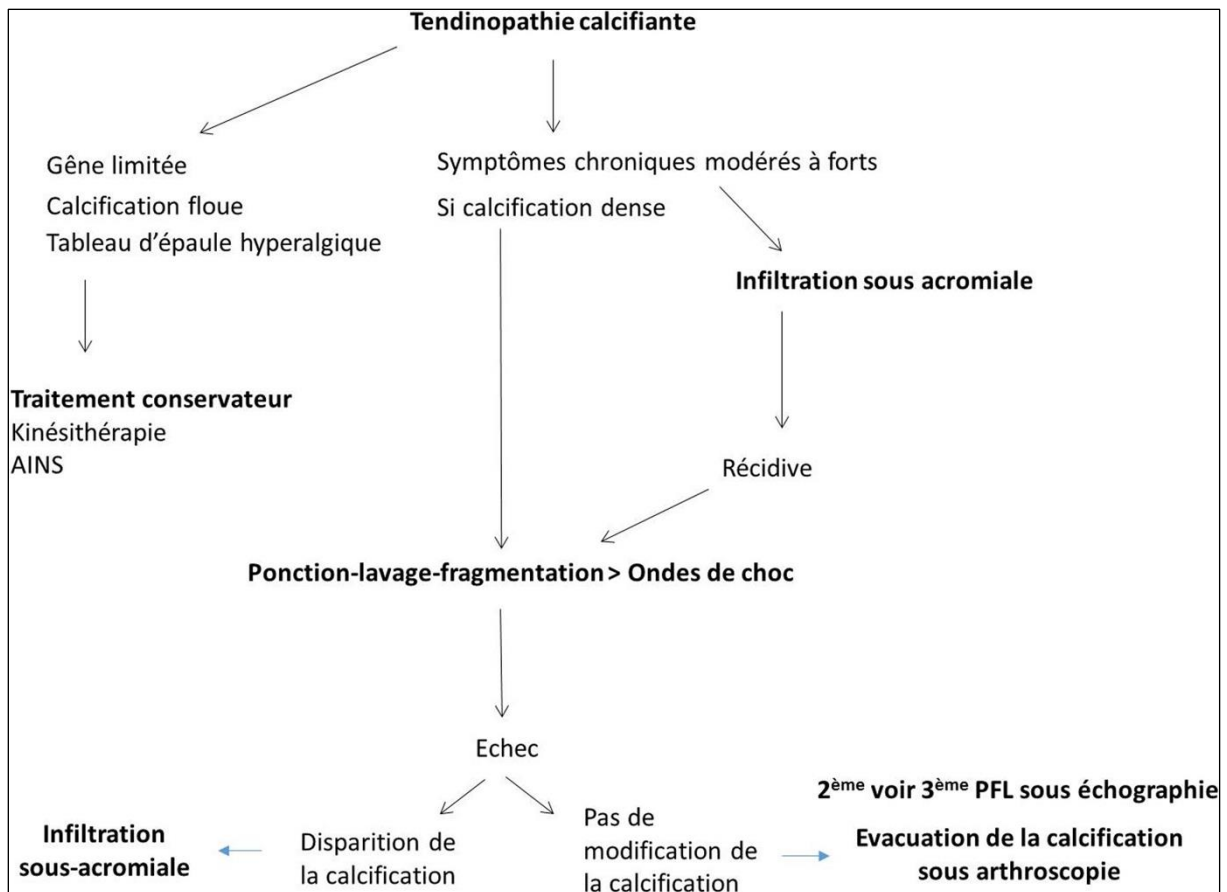 Tendinopathie calcifiante
Gêne limitée
Calcification floue
Tableau d'épaule hyperalgique
Symptômes chroniques modérés à forts
Si calcification dense
Infiltration sous acromiale
Traitement conservateur
Kinésithérapie
AINS
Récidive
Ponction-lavage-fragmentation > Ondes de choc
Echec
Infiltration
sous-acromiale
Disparition de
la calcification
Pas de
modification de
la calcification
2ème voir 3ème PFL sous échographie
Evacuation de la calcification
sous arthroscopie